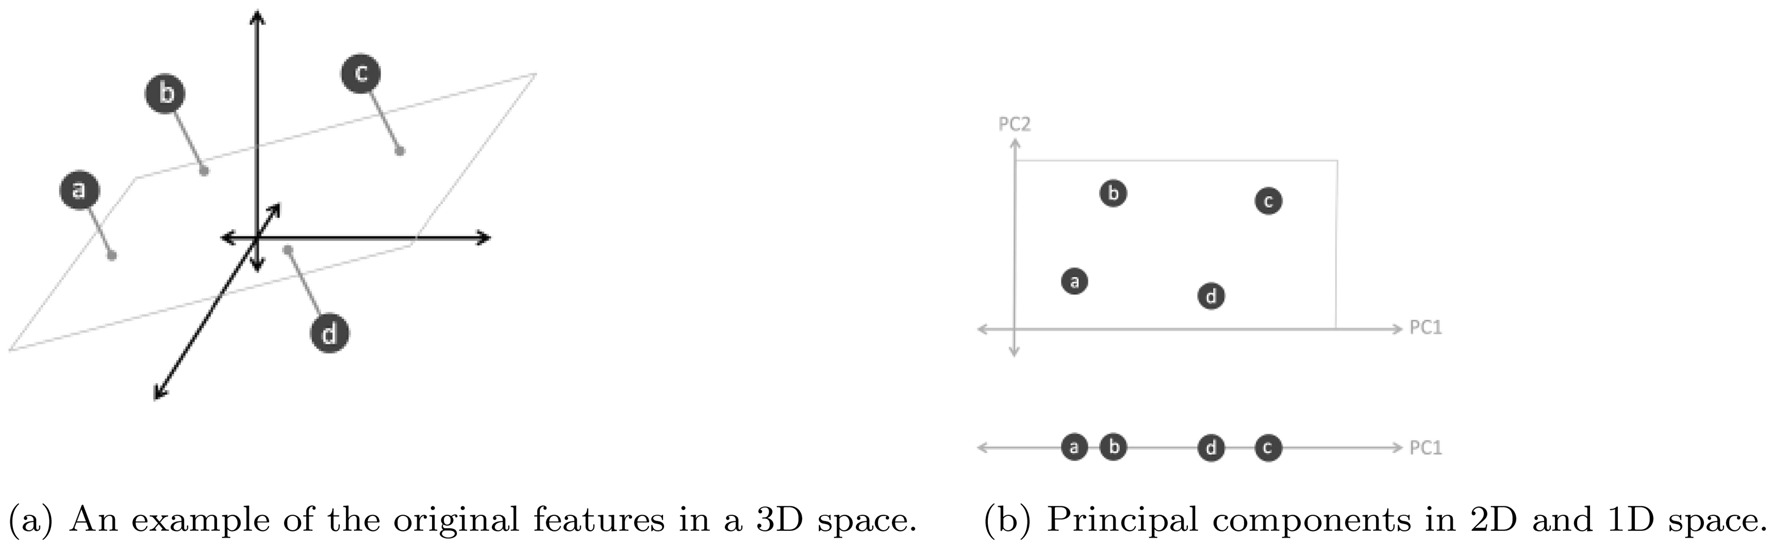 b
c
a
d
PC2
b
c
a
d
PC1
a b d c PC1
(a) An example of the original features in a 3D space.
(b) Principal components in 2D and 1D space.